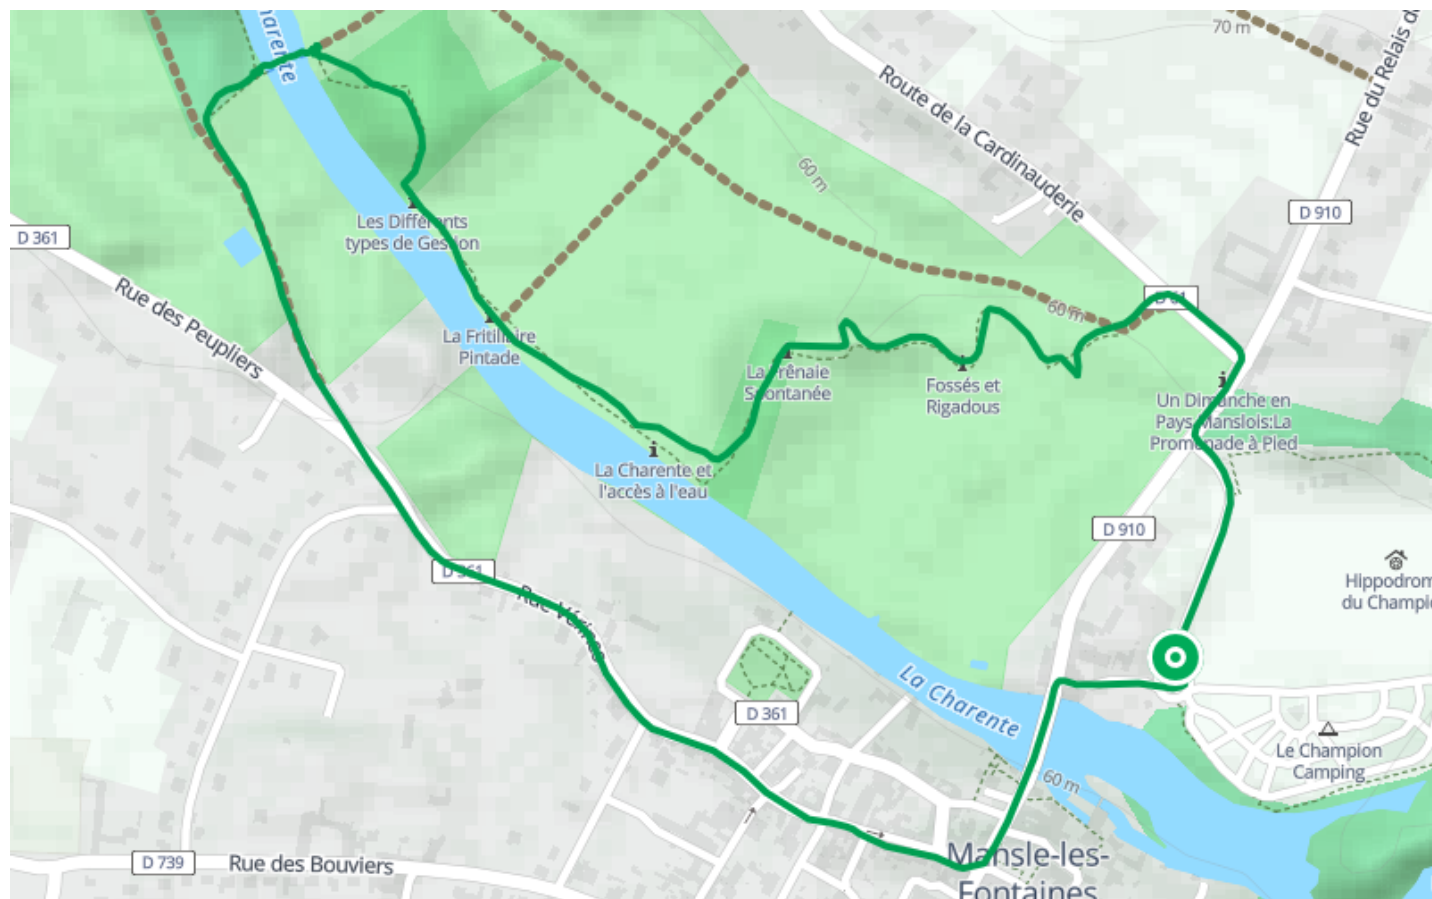 70 m
Rue du Relais d
arente
Route de la Cardinauderie
60 m
D 910
D 361
Les Différents
types de Gestion
Rue des Peupliers
60 m
La Fritillaire
Pintade
La Frênaie
Spontanée
Fossés et
Rigadous
Un Dimanche en
Pays Manslois:La
Promenade à Pied
La Charente et
l'accès à l'eau
D 910
D 361
Rue Vérines
Hippodrom
du Champi
La Charente
D 361
Le Champion
Camping
60 m
D 739
Rue des Bouviers
Mansle-les-
Fontaines